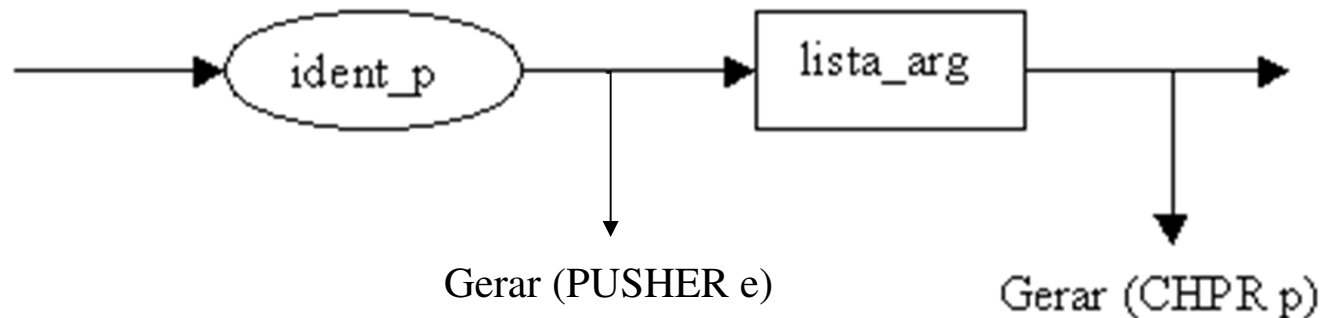 ident_p
lista_arg
Gerar (PUSHER e)
Gerar (CHPR p)